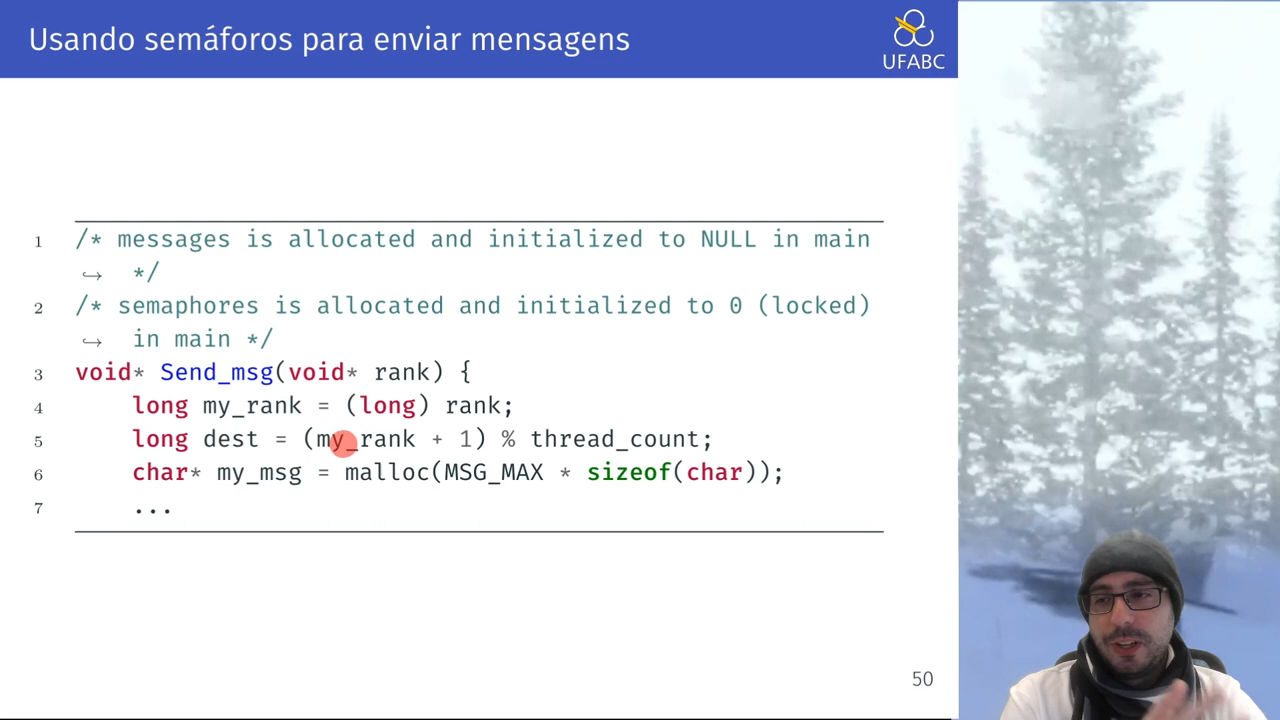 Usando semáforos para enviar mensagens
UFABC
1 /* messages is allocated and initialized to NULL in main
↪ */
2 /* semaphores is allocated and initialized to 0 (locked)
↪ in main */
3 void* Send_msg(void* rank) {
4 long my_rank = (long) rank;
5 long dest = (my_rank + 1) % thread_count;
6 char* my_msg = malloc(MSG_MAX * sizeof(char));
7 ...
50